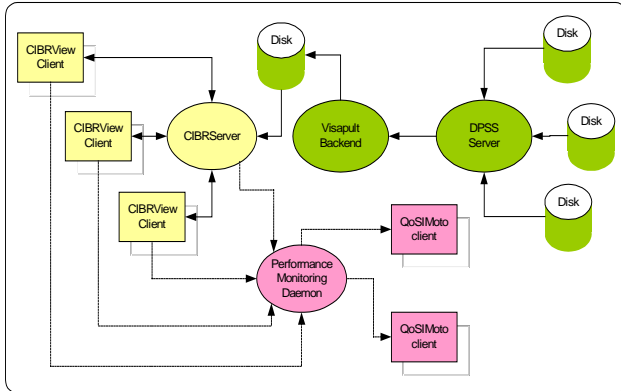 CIBRView
Client
Disk
Disk
CIBRView
Client
CIBRServer
Visapult
Backend
DPSS
Server
Disk
CIBRView
Client
Disk
QoSIMoto
client
Performance
Monitoring
Daemon
QoSIMoto
client